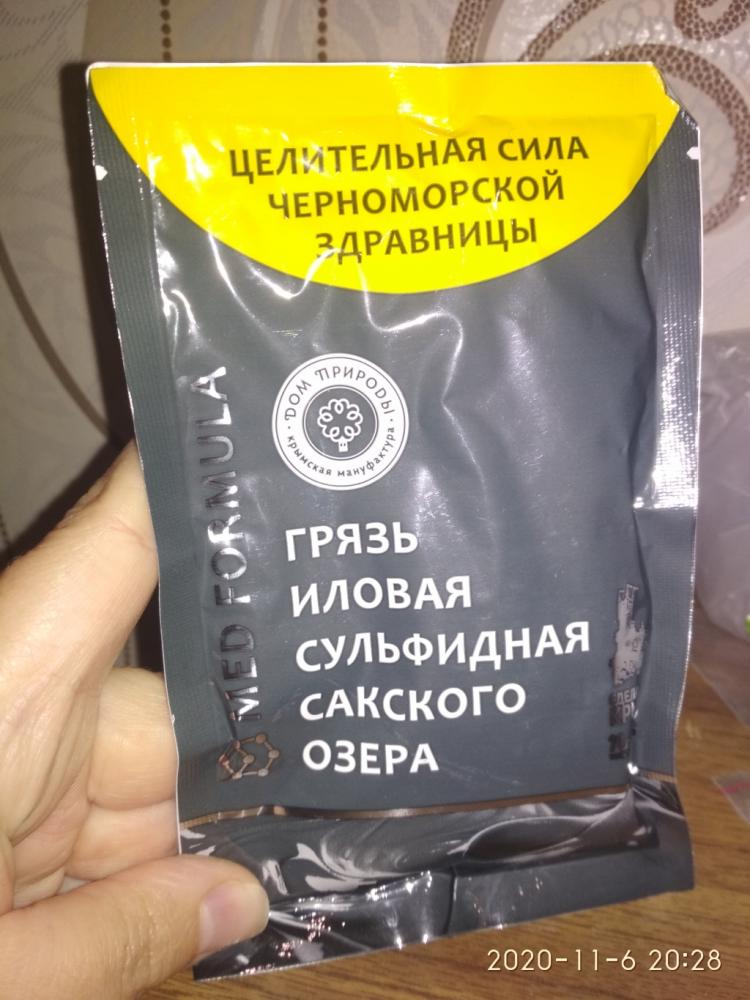 ЦЕЛИТЕЛЬНАЯ СИЛА
ЧЕРНОМОРСКОЙ
ЗДРАВНИЦЫ
ДОМ ПРИРОДЫ
крымская мануфактура
MED FORMULA
ГРЯЗЬ
ИЛОВАЯ
СУЛЬФИДНАЯ
САКСКОГО
ОЗЕРА
2020-11-6 20:28